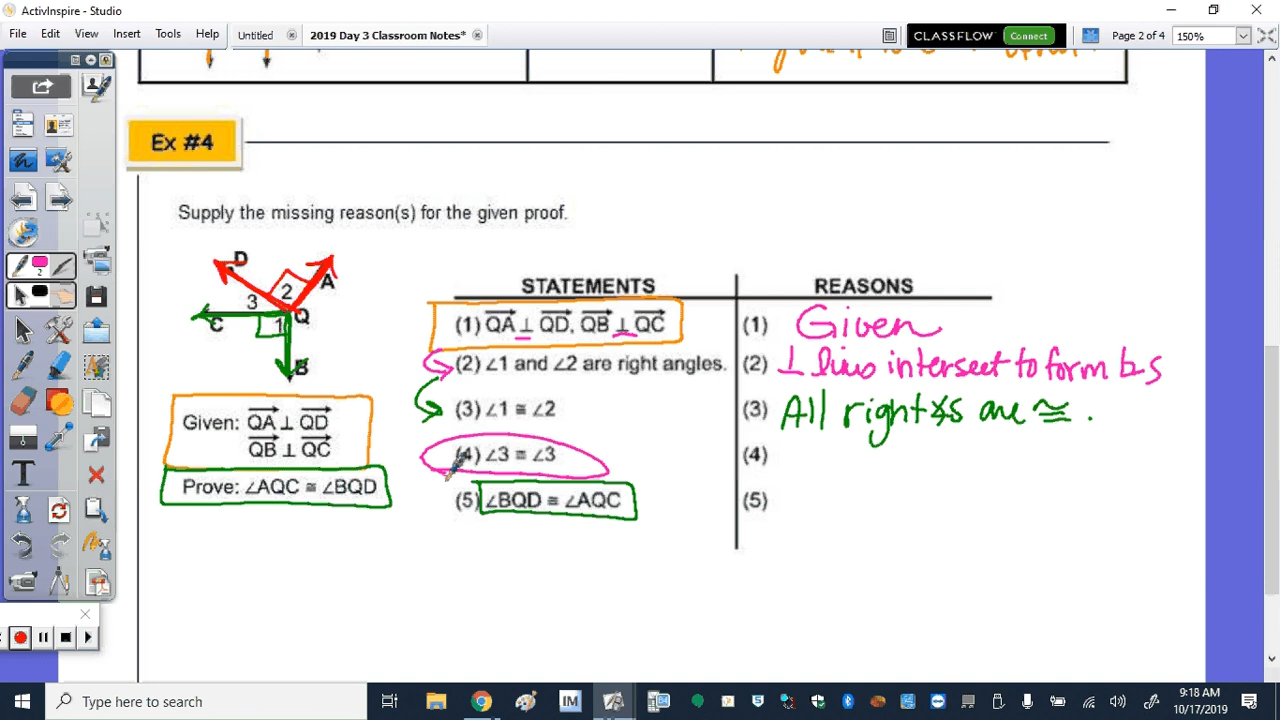 ActivInspire - Studio
File Edit View Insert Tools Help Untitled 2019 Day 3 Classroom Notes* CLASSFLOW Connect Page 2 of 4 150%
Ex #4
Supply the missing reason(s) for the given proof.
D
A
2
3
Q
C
1
B
Given: QA ⊥ QD
QB ⊥ QC
Prove: ∠AQC ≅ ∠BQD
STATEMENTS REASONS
(1) QA ⊥ QD, QB ⊥ QC (1) Given
(2) ∠1 and ∠2 are right angles. (2) ⊥ lines intersect to form ⊾s
(3) ∠1 ≅ ∠2 (3) All right ∡s are ≅.
(4) ∠3 ≅ ∠3 (4)
(5) ∠BQD ≅ ∠AQC (5)
2
Type here to search
IM
9:18 AM
10/17/2019